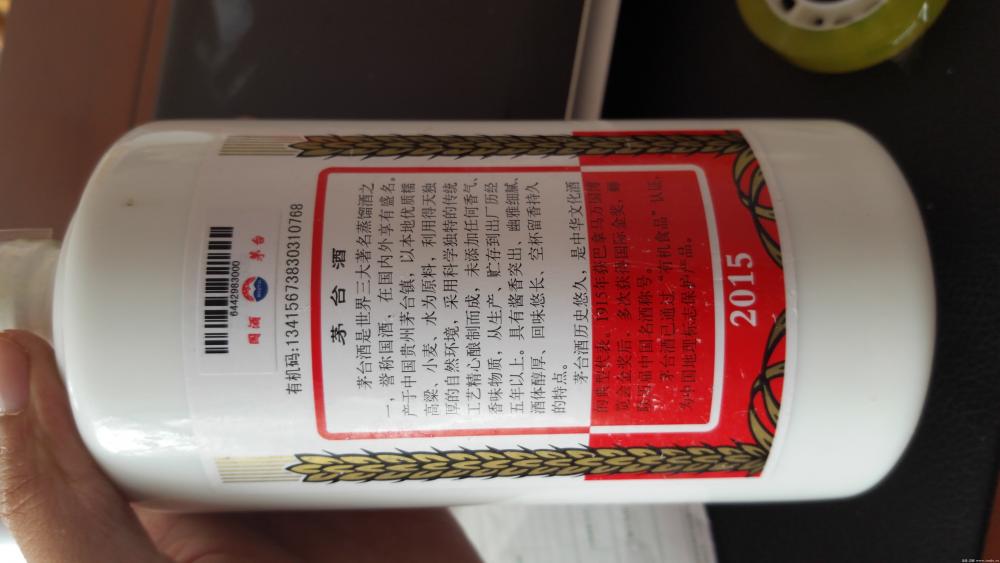 6442983000
国酒 茅台
有机码:13415673830310768
茅台酒
茅台酒是世界三大著名蒸馏酒之
一，誉称国酒、在国内外享有盛名。
产于中国贵州茅台镇，以本地优质糯
高粱、小麦、水为原料，利用得天独
厚的自然环境，采用科学独特的传统
工艺精心酿制而成，未添加任何香气、
香味物质，从生产、贮存到出厂历经
五年以上。具有酱香突出、幽雅细腻、
酒体醇厚、回味悠长、空杯留香持久
的特点。
茅台酒历史悠久，是中华文化酒
的典型代表。1915年获巴拿马万国博
览会金奖后，多次获得国际金奖，蝉
联历届中国名酒称号。
茅台酒已通过“有机食品”认证，
为中国地理标志保护产品。
2015